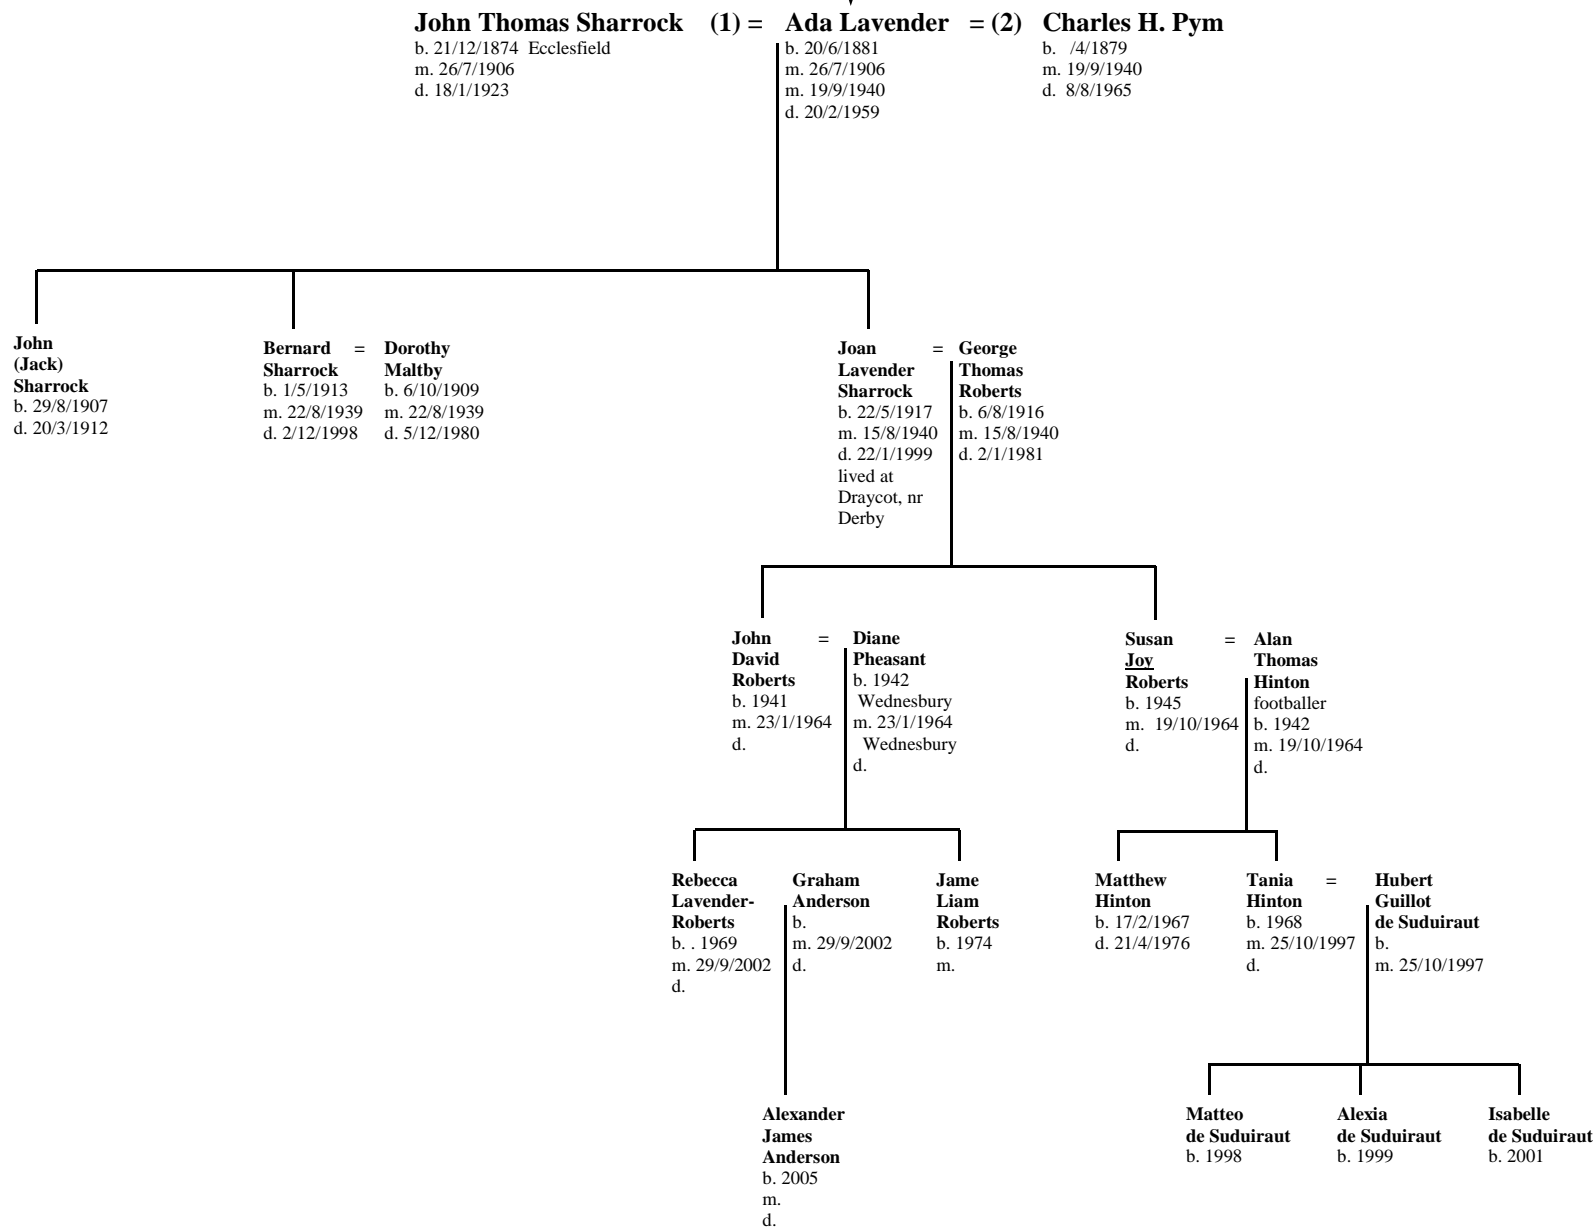 John Thomas Sharrock (1) = Ada Lavender = (2) Charles H. Pym
b. 21/12/1874 Ecclesfield
m. 26/7/1906
d. 18/1/1923
b. 20/6/1881
m. 26/7/1906
m. 19/9/1940
d. 20/2/1959
b. /4/1879
m. 19/9/1940
d. 8/8/1965
John
(Jack)
Sharrock
b. 29/8/1907
d. 20/3/1912
Bernard =
Sharrock
b. 1/5/1913
m. 22/8/1939
d. 2/12/1998
Dorothy
Maltby
b. 6/10/1909
m. 22/8/1939
d. 5/12/1980
Joan =
Lavender
Sharrock
b. 22/5/1917
m. 15/8/1940
d. 22/1/1999
lived at
Draycot, nr
Derby
George
Thomas
Roberts
b. 6/8/1916
m. 15/8/1940
d. 2/1/1981
John =
David
Roberts
b. 1941
m. 23/1/1964
d.
Diane
Pheasant
b. 1942
Wednesbury
m. 23/1/1964
Wednesbury
d.
Susan =
Joy
Roberts
b. 1945
m. 19/10/1964
d.
Alan
Thomas
Hinton
footballer
b. 1942
m. 19/10/1964
d.
Rebecca
Lavender-
Roberts
b. . 1969
m. 29/9/2002
d.
Graham
Anderson
b.
m. 29/9/2002
d.
Jame
Liam
Roberts
b. 1974
m.
Matthew
Hinton
b. 17/2/1967
d. 21/4/1976
Tania =
Hinton
b. 1968
m. 25/10/1997
d.
Hubert
Guillot
de Suduiraut
b.
m. 25/10/1997
Alexander
James
Anderson
b. 2005
m.
d.
Matteo
de Suduiraut
b. 1998
Alexia
de Suduiraut
b. 1999
Isabelle
de Suduiraut
b. 2001